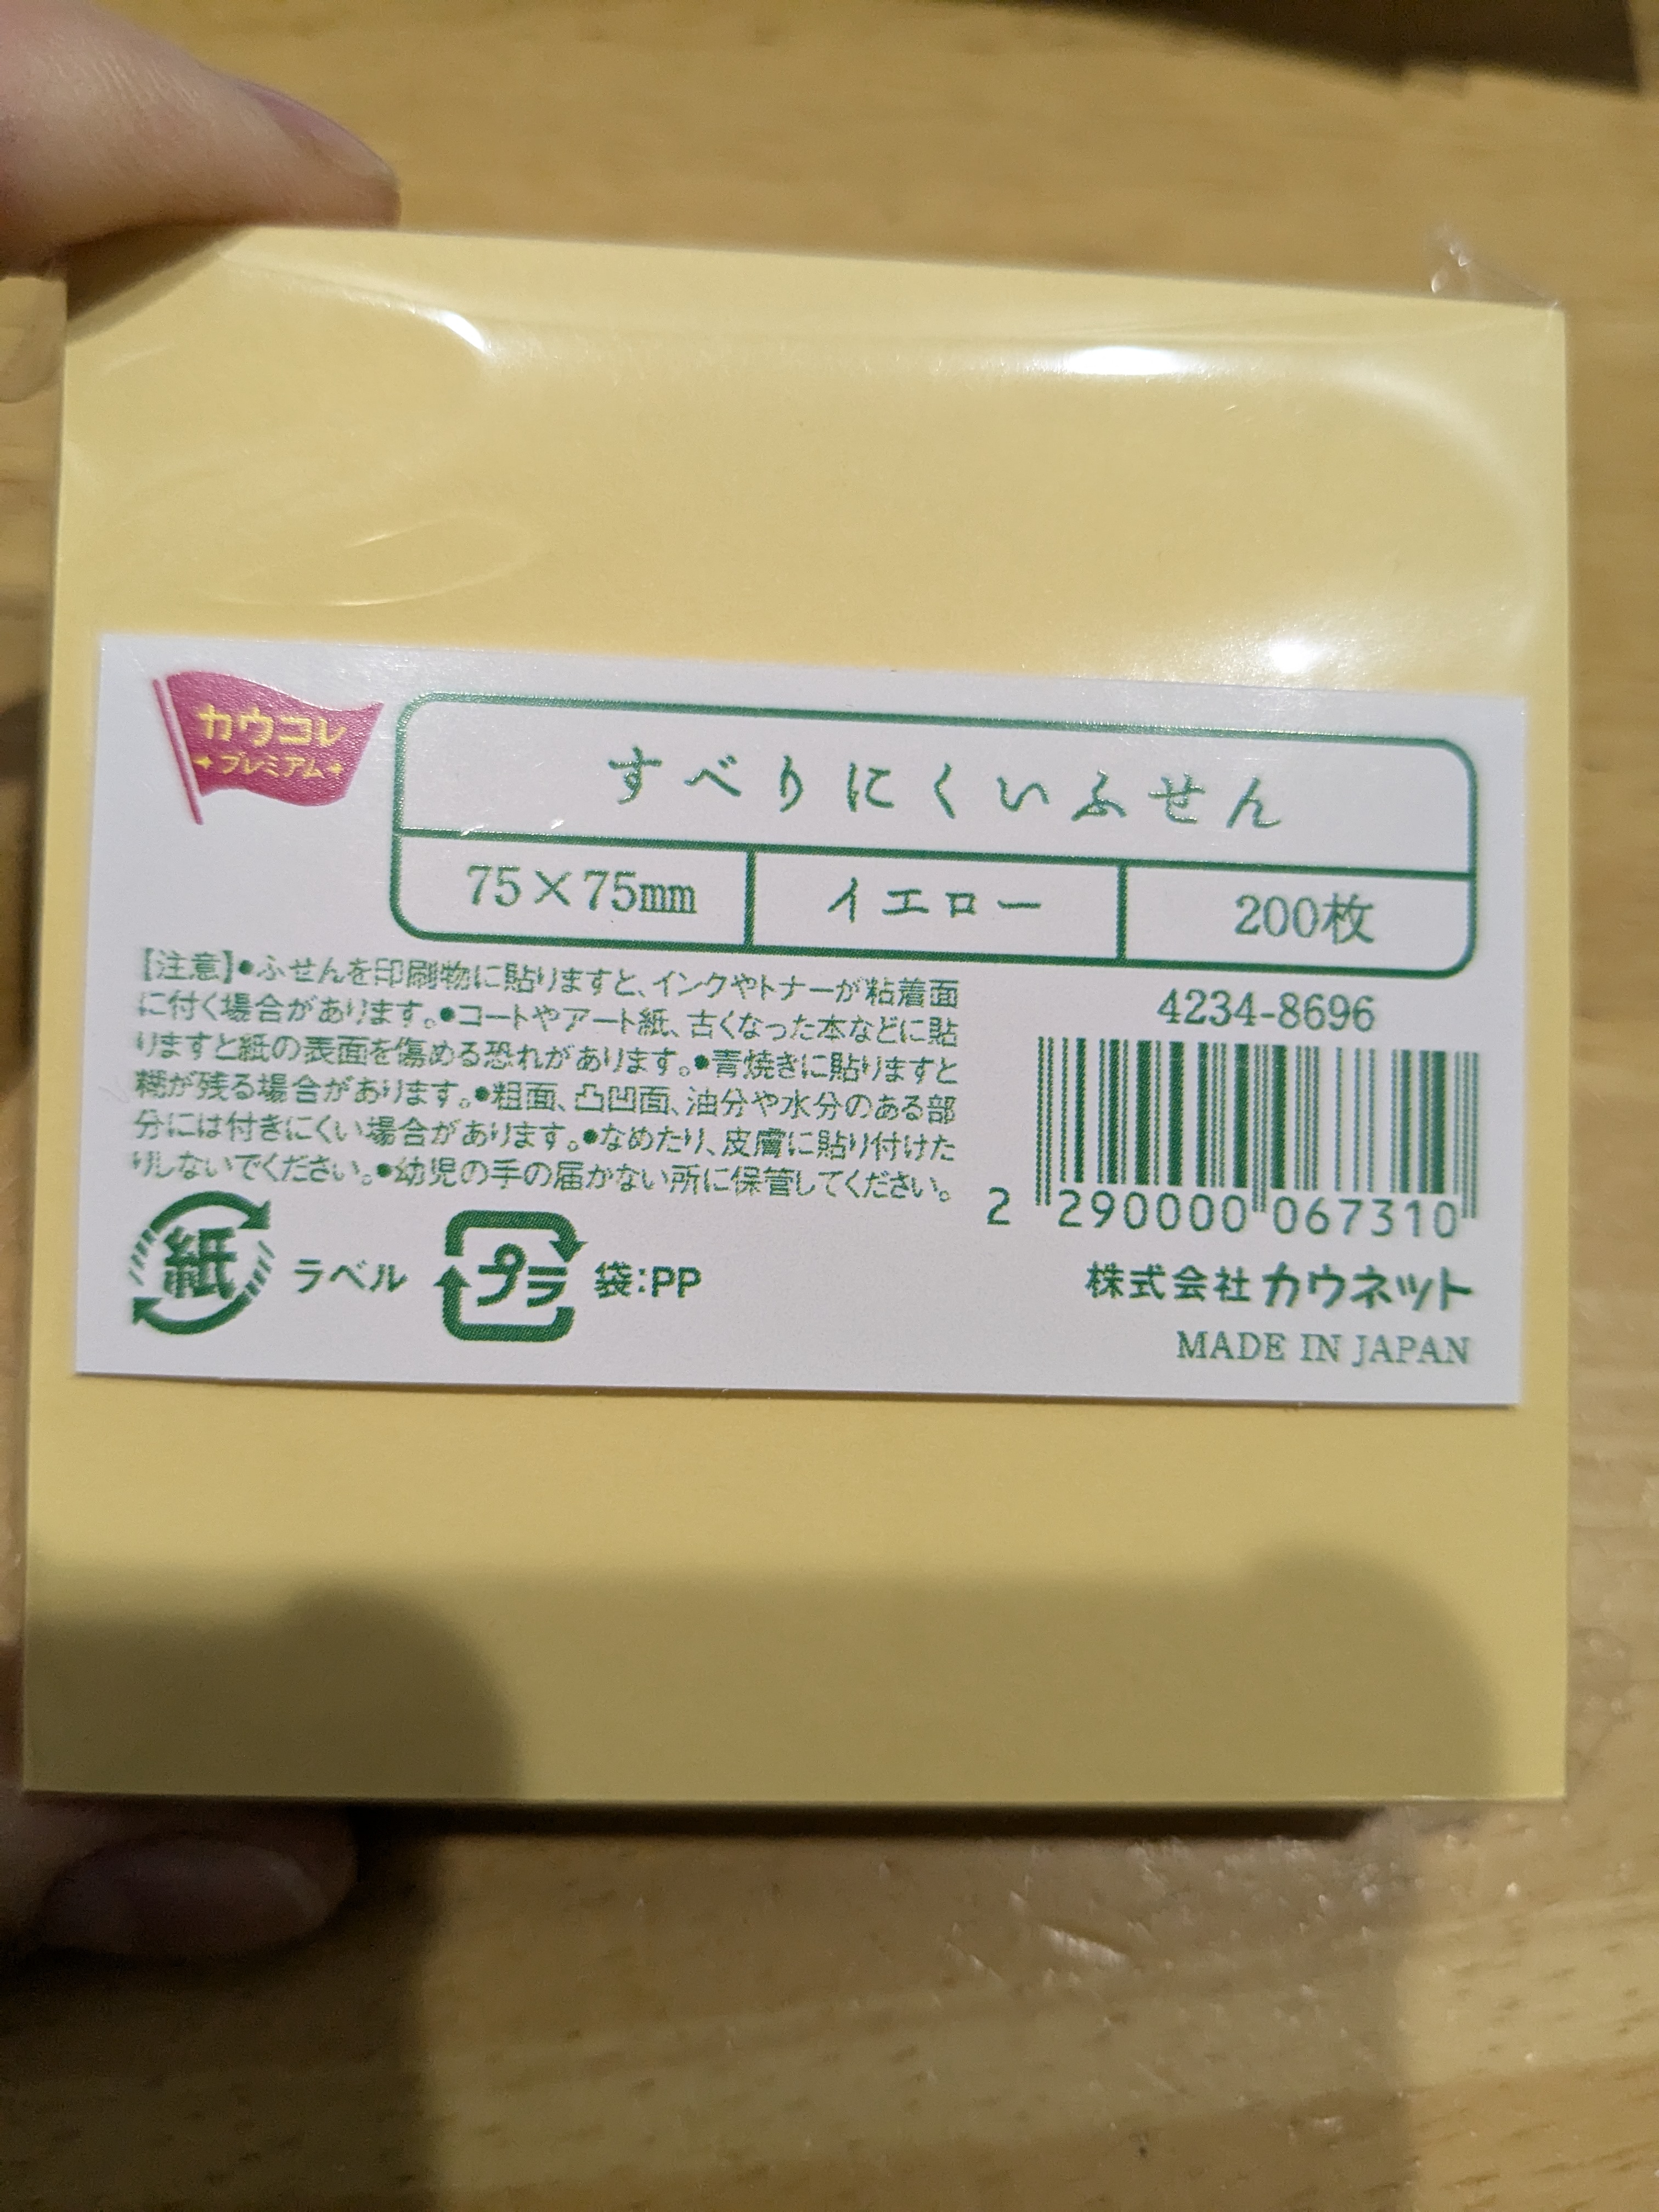 カウコレ
プレミアム
すべりにくいふせん
75×75mm
イエロー
200枚
【注意】●ふせんを印刷物に貼りますと、インクやトナーが粘着面
に付く場合があります。●コートやアート紙、古くなった本などに貼
りますと紙の表面を傷める恐れがあります。●青焼きに貼りますと
糊が残る場合があります。●粗面、凸凹面、油分や水分のある部
分には付きにくい場合があります。●なめたり、皮膚に貼り付けた
りしないでください。●幼児の手の届かない所に保管してください。
4234-8696
2 290000 067310
紙 ラベル プラ 袋:PP
株式会社カウネット
MADE IN JAPAN